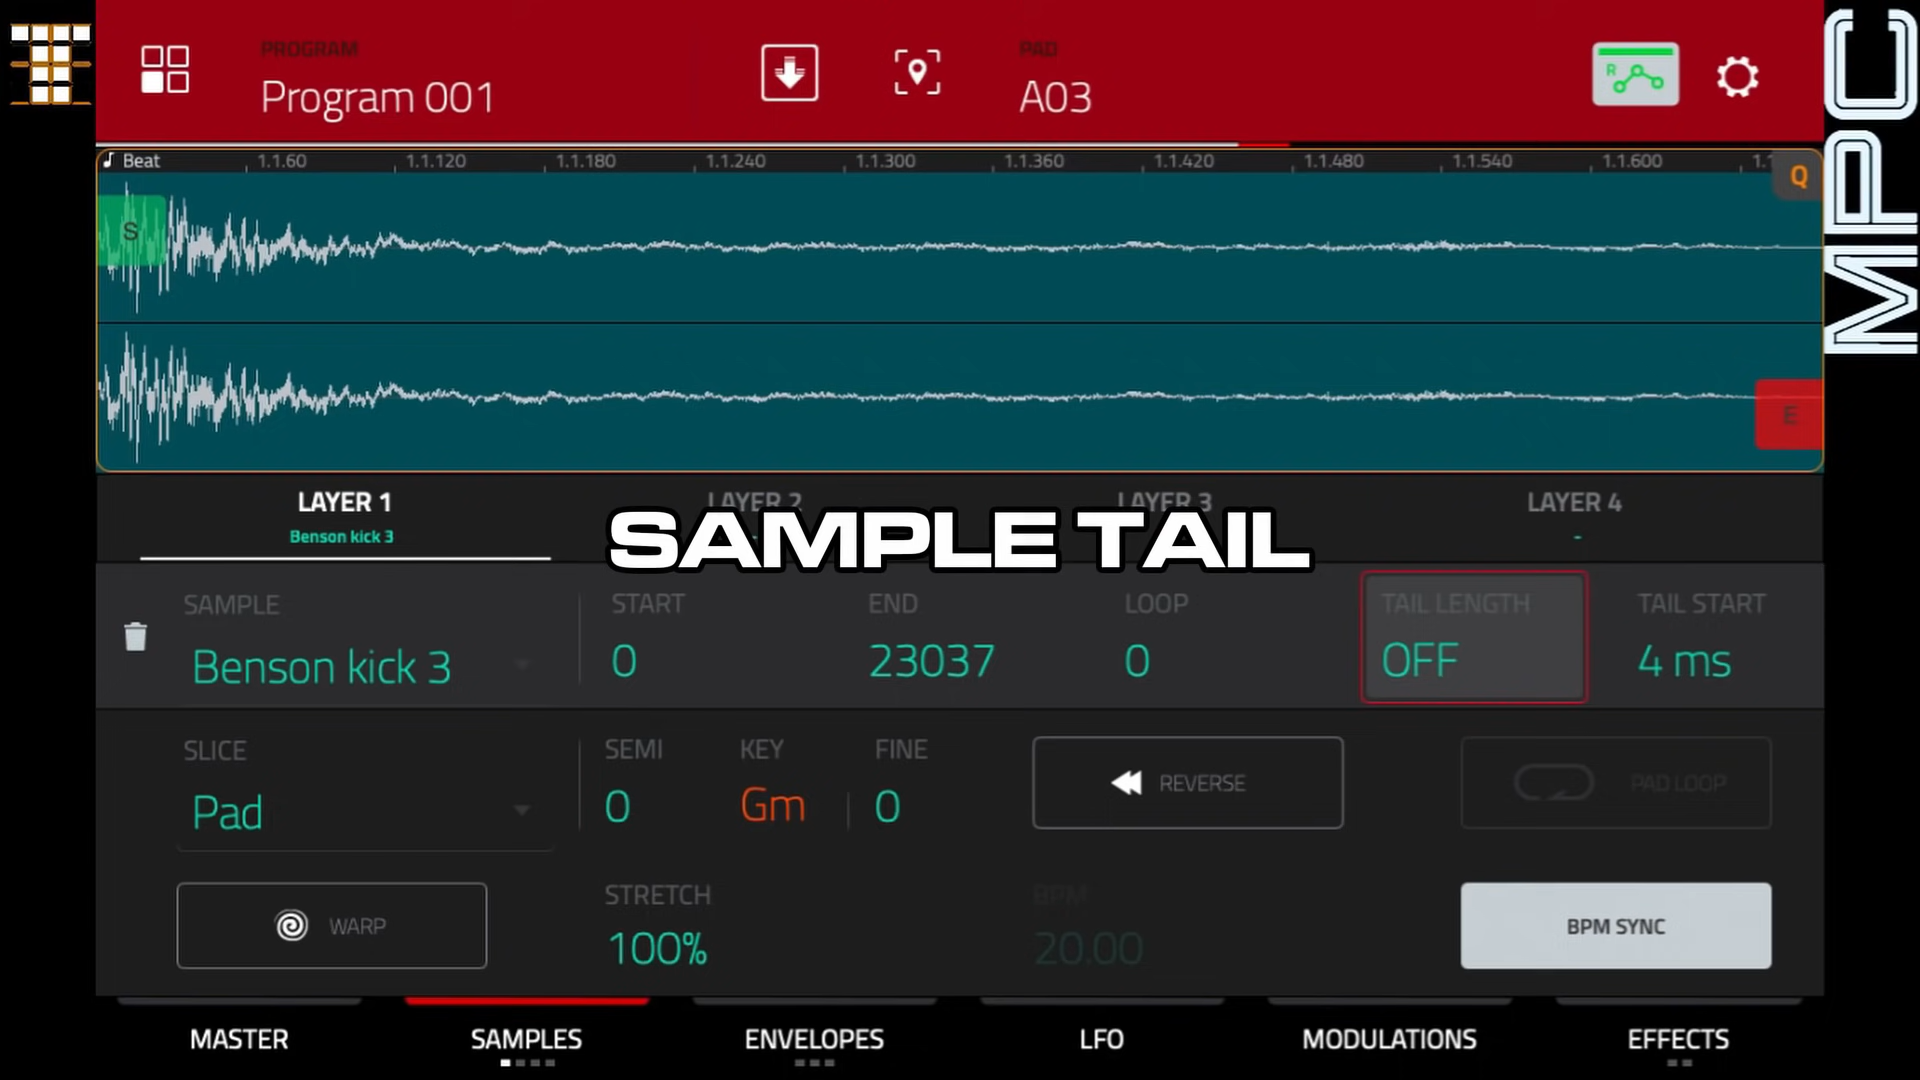 PROGRAM
Program 001
PAD
A03
R
MPC
Beat 1.1.60 1.1.120 1.1.180 1.1.240 1.1.300 1.1.360 1.1.420 1.1.480 1.1.540 1.1.600
Q
S
E
LAYER 1 LAYER 2 LAYER 3 LAYER 4
Benson kick 3 -
SAMPLE TAIL
SAMPLE START END LOOP TAIL LENGTH TAIL START
Benson kick 3 0 23037 0 OFF 4 ms
SLICE SEMI KEY FINE
Pad 0 Gm 0
REVERSE PAD LOOP
WARP
STRETCH BPM
100% 20.00
BPM SYNC
MASTER SAMPLES ENVELOPES LFO MODULATIONS EFFECTS